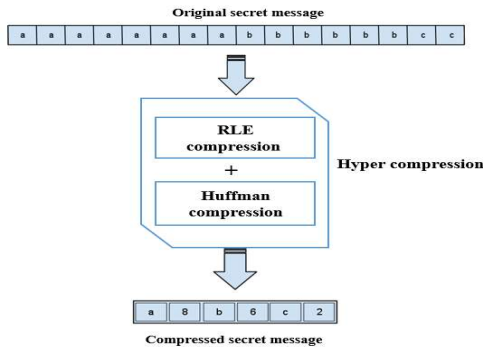 Original secret message
a a a a a a a a b b b b b b c c
RLE
compression
+
Huffman
compression
Hyper compression
a 8 b 6 c 2
Compressed secret message